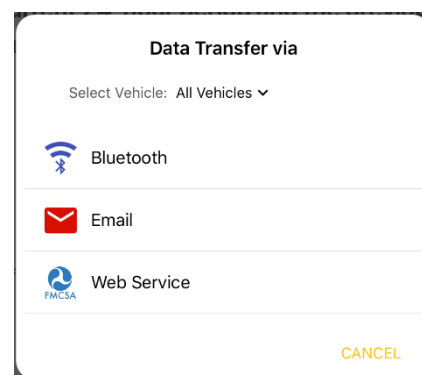 Data Transfer via
Select Vehicle: All Vehicles
Bluetooth
Email
FMCSA
Web Service
CANCEL